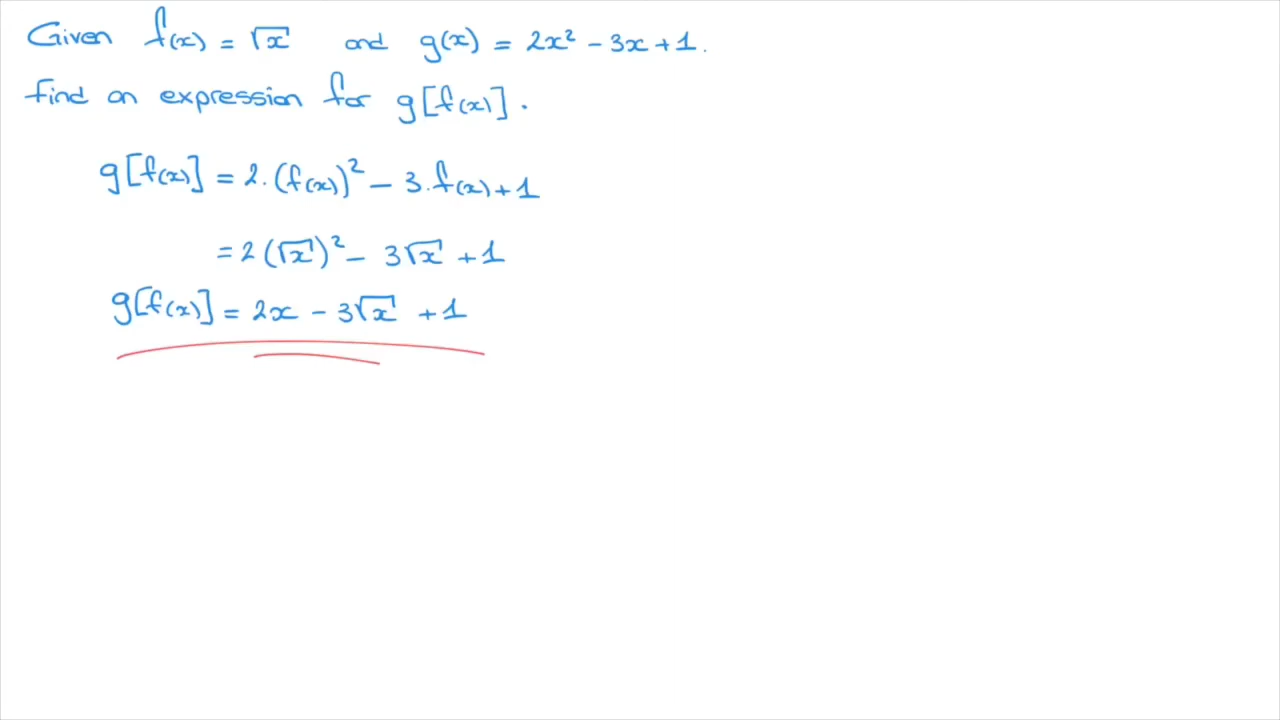 Given f(x) = √x and g(x) = 2x² - 3x + 1.
Find an expression for g[f(x)].
g[f(x)] = 2.(f(x))² - 3.f(x) + 1
= 2(√x)² - 3√x + 1
g[f(x)] = 2x - 3√x + 1